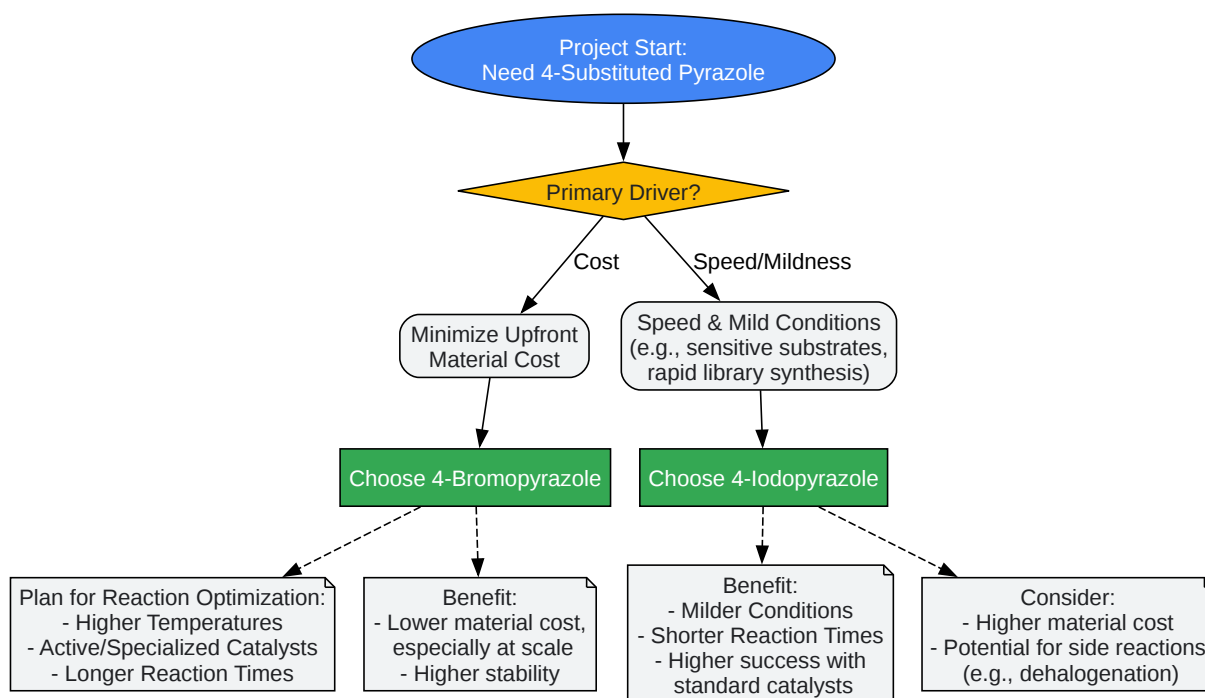 Project Start:
Need 4-Substituted Pyrazole
Primary Driver?
Cost
Speed/Mildness
Minimize Upfront
Material Cost
Speed & Mild Conditions
(e.g., sensitive substrates,
rapid library synthesis)
Choose 4-Bromopyrazole
Choose 4-Iodopyrazole
Plan for Reaction Optimization:
- Higher Temperatures
- Active/Specialized Catalysts
- Longer Reaction Times
Benefit:
- Lower material cost,
especially at scale
- Higher stability
Benefit:
- Milder Conditions
- Shorter Reaction Times
- Higher success with
standard catalysts
Consider:
- Higher material cost
- Potential for side reactions
(e.g., dehalogenation)